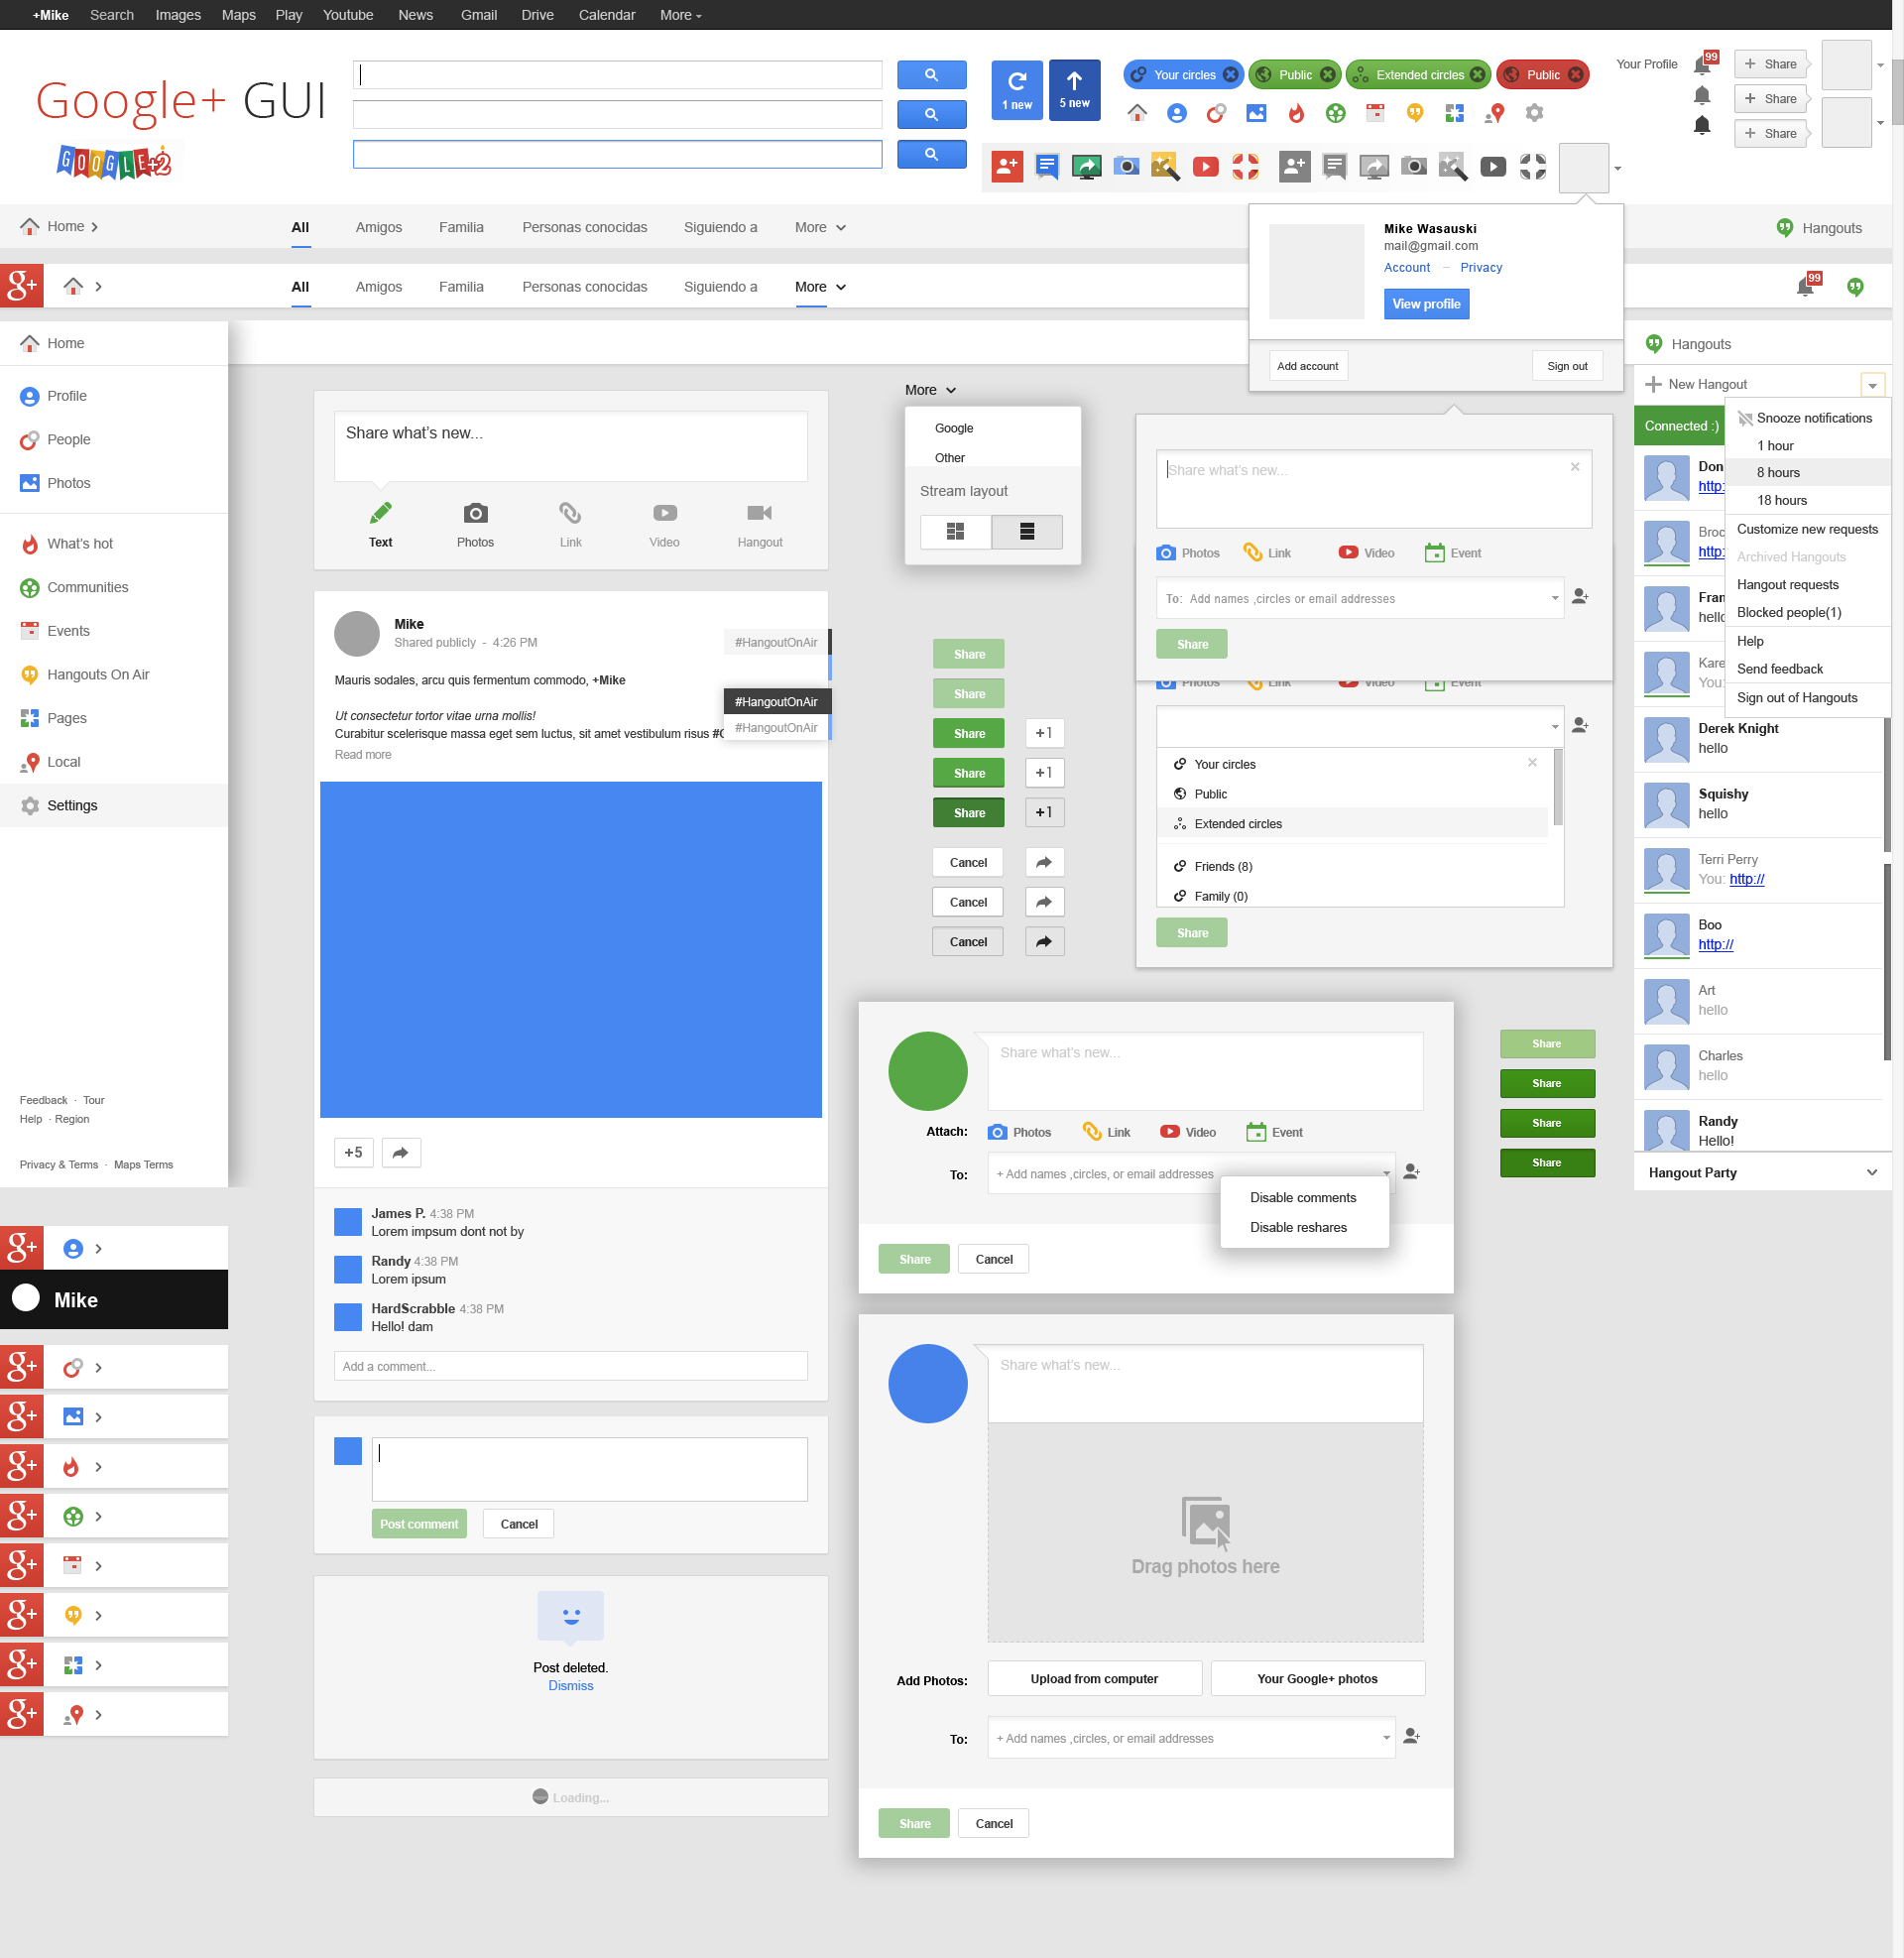 +Mike Search Images Maps Play Youtube News Gmail Drive Calendar More
Google+ GUI
GOOGLE+2
1 new
5 new
Your circles Public Extended circles Public
Your Profile
99
+ Share
+ Share
+ Share
Home
All Amigos Familia Personas conocidas Siguiendo a More
Hangouts
g+
All Amigos Familia Personas conocidas Siguiendo a More
99
Mike Wasauski
mail@gmail.com
Account – Privacy
View profile
Add account
Sign out
Home
Profile
People
Photos
What's hot
Communities
Events
Hangouts On Air
Pages
Local
Settings
Feedback · Tour
Help · Region
Privacy & Terms · Maps Terms
g+
Mike
g+
g+
g+
g+
g+
g+
g+
g+
Share what's new...
Text Photos Link Video Hangout
Mike
Shared publicly - 4:26 PM
#HangoutOnAir
Mauris sodales, arcu quis fermentum commodo, +Mike
#HangoutOnAir
Ut consectetur tortor vitae urna mollis!
#HangoutOnAir
Curabitur scelerisque massa eget sem luctus, sit amet vestibulum risus
Read more
+5
James P. 4:38 PM
Lorem impsum dont not by
Randy 4:38 PM
Lorem ipsum
HardScrabble 4:38 PM
Hello! dam
Add a comment...
Post comment
Cancel
Post deleted.
Dismiss
Loading...
More
Google
Other
Stream layout
Share
Share
Share +1
Share +1
Share +1
Cancel
Cancel
Cancel
Share what's new...
Photos Link Video Event
To: Add names ,circles or email addresses
Share
Photos Link Video Event
Your circles
Public
Extended circles
Friends (8)
Family (0)
Share
Share what's new...
Attach: Photos Link Video Event
To: + Add names ,circles, or email addresses
Disable comments
Disable reshares
Share
Cancel
Share
Share
Share
Share
Share what's new...
Drag photos here
Add Photos: Upload from computer Your Google+ photos
To: + Add names ,circles, or email addresses
Share
Cancel
Hangouts
New Hangout
Connected :)
Snooze notifications
1 hour
8 hours
18 hours
Customize new requests
Archived Hangouts
Hangout requests
Blocked people(1)
Help
Send feedback
Sign out of Hangouts
Don
http:
Broc
http:
Fran
hello
Kare
You:
Derek Knight
hello
Squishy
hello
Terri Perry
You: http://
Boo
http://
Art
hello
Charles
hello
Randy
Hello!
Hangout Party